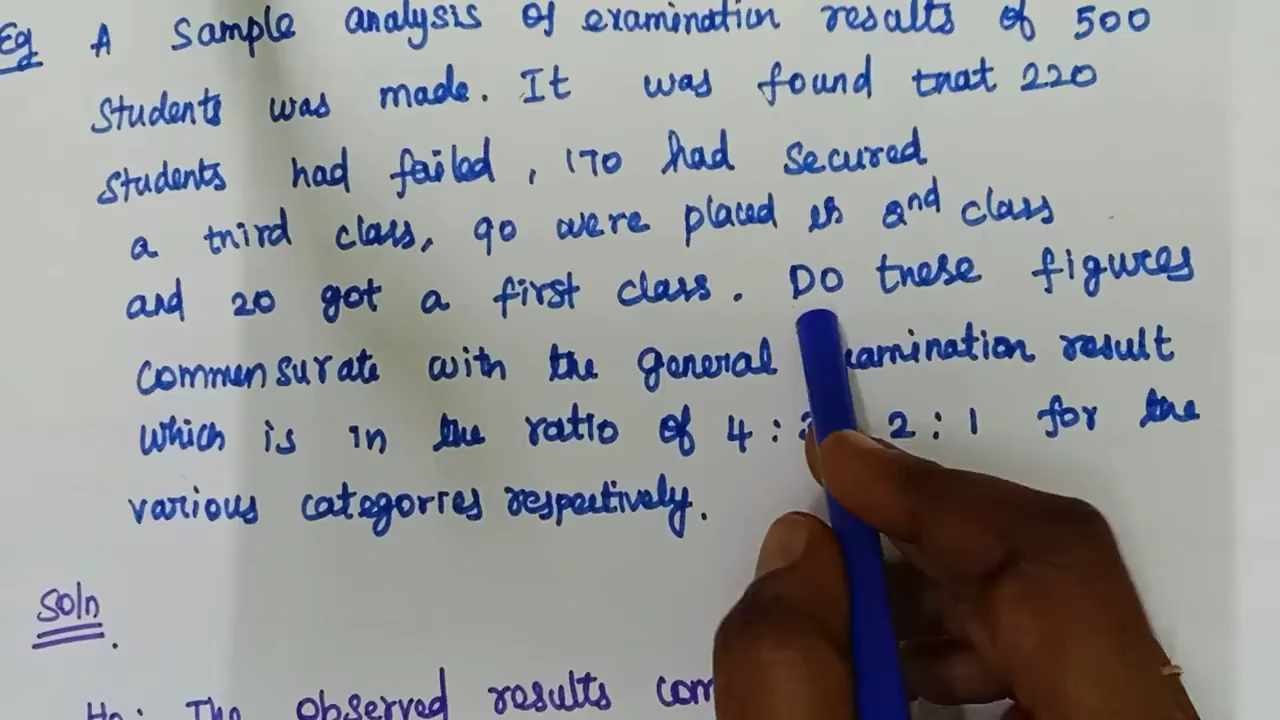 Eg A sample analysis of examination results of 500
students was made. It was found that 220
students had failed, 170 had secured
a third class, 90 were placed in 2nd class
and 20 got a first class. Do these figures
commensurate with the general result
which is in the ratio of 4 : 2 : 1 for the
various categories respectively.
Soln
Ho: The observed results